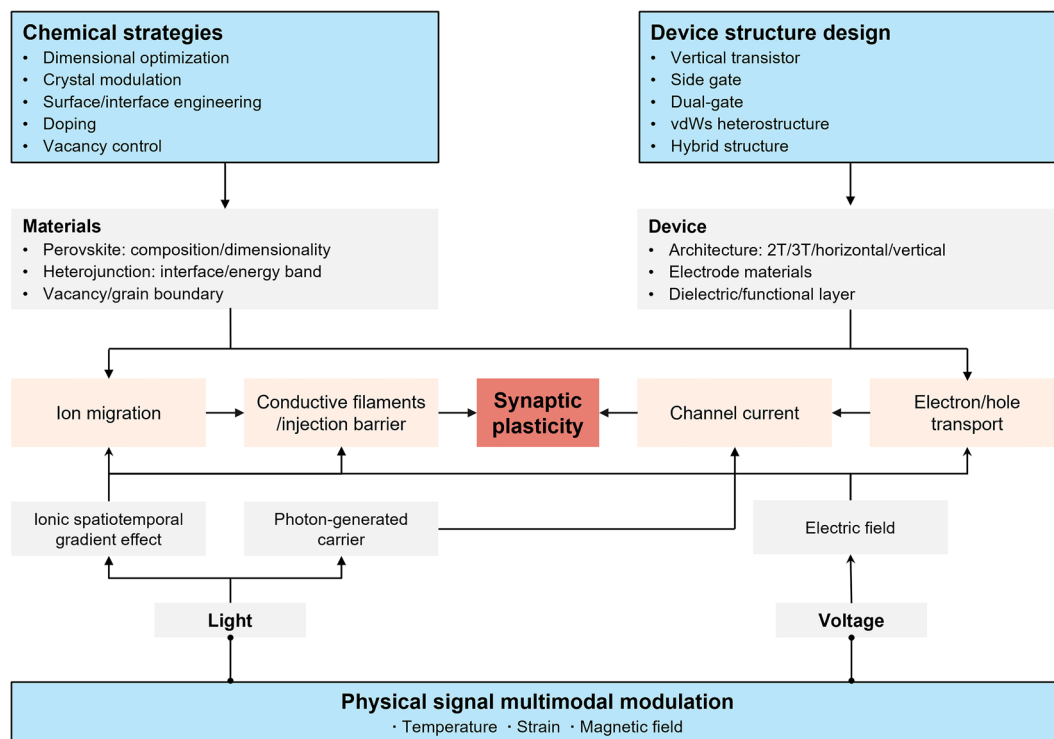 Chemical strategies
• Dimensional optimization
• Crystal modulation
• Surface/interface engineering
• Doping
• Vacancy control
Device structure design
• Vertical transistor
• Side gate
• Dual-gate
• vdWs heterostructure
• Hybrid structure
Materials
• Perovskite: composition/dimensionality
• Heterojunction: interface/energy band
• Vacancy/grain boundary
Device
• Architecture: 2T/3T/horizontal/vertical
• Electrode materials
• Dielectric/functional layer
Ion migration
Conductive filaments
/injection barrier
Synaptic
plasticity
Channel current
Electron/hole
transport
Ionic spatiotemporal
gradient effect
Photon-generated
carrier
Electric field
Light
Voltage
Physical signal multimodal modulation
· Temperature · Strain · Magnetic field